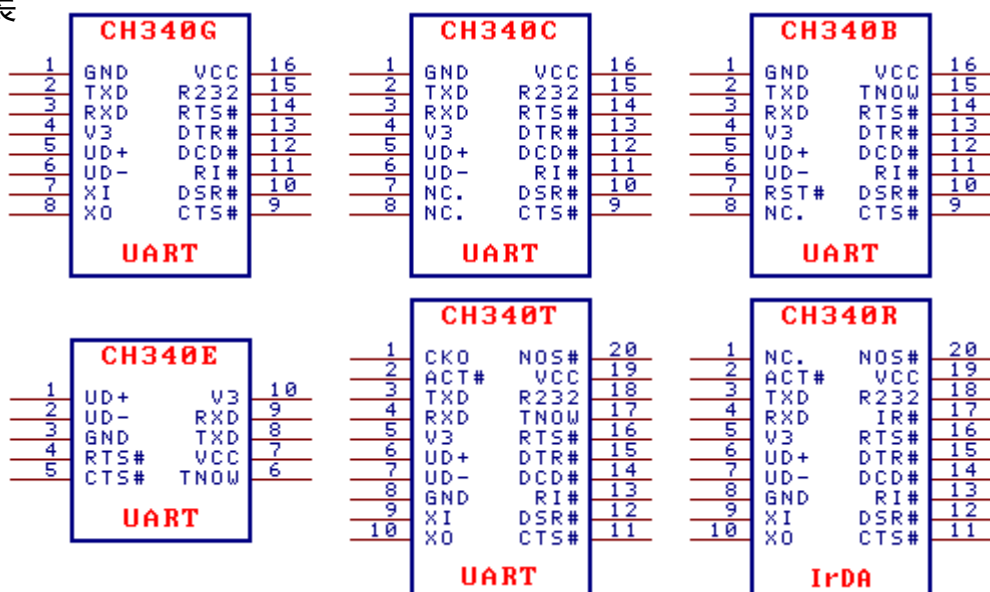 CH340G
1 GND VCC 16
2 TXD R232 15
3 RXD RTS# 14
4 V3 DTR# 13
5 UD+ DCD# 12
6 UD- RI# 11
7 XI DSR# 10
8 XO CTS# 9
UART
CH340C
1 GND VCC 16
2 TXD R232 15
3 RXD RTS# 14
4 V3 DTR# 13
5 UD+ DCD# 12
6 UD- RI# 11
7 NC. DSR# 10
8 NC. CTS# 9
UART
CH340B
1 GND VCC 16
2 TXD TNOW 15
3 RXD RTS# 14
4 V3 DTR# 13
5 UD+ DCD# 12
6 UD- RI# 11
7 RST# DSR# 10
8 NC. CTS# 9
UART
CH340E
1 UD+ V3 10
2 UD- RXD 9
3 GND TXD 8
4 RTS# VCC 7
5 CTS# TNOW 6
UART
CH340T
1 CKO NOS# 20
2 ACT# VCC 19
3 TXD R232 18
4 RXD TNOW 17
5 V3 RTS# 16
6 UD+ DTR# 15
7 UD- DCD# 14
8 GND RI# 13
9 XI DSR# 12
10 XO CTS# 11
UART
CH340R
1 NC. NOS# 20
2 ACT# VCC 19
3 TXD R232 18
4 RXD IR# 17
5 V3 RTS# 16
6 UD+ DTR# 15
7 UD- DCD# 14
8 GND RI# 13
9 XI DSR# 12
10 XO CTS# 11
IrDA